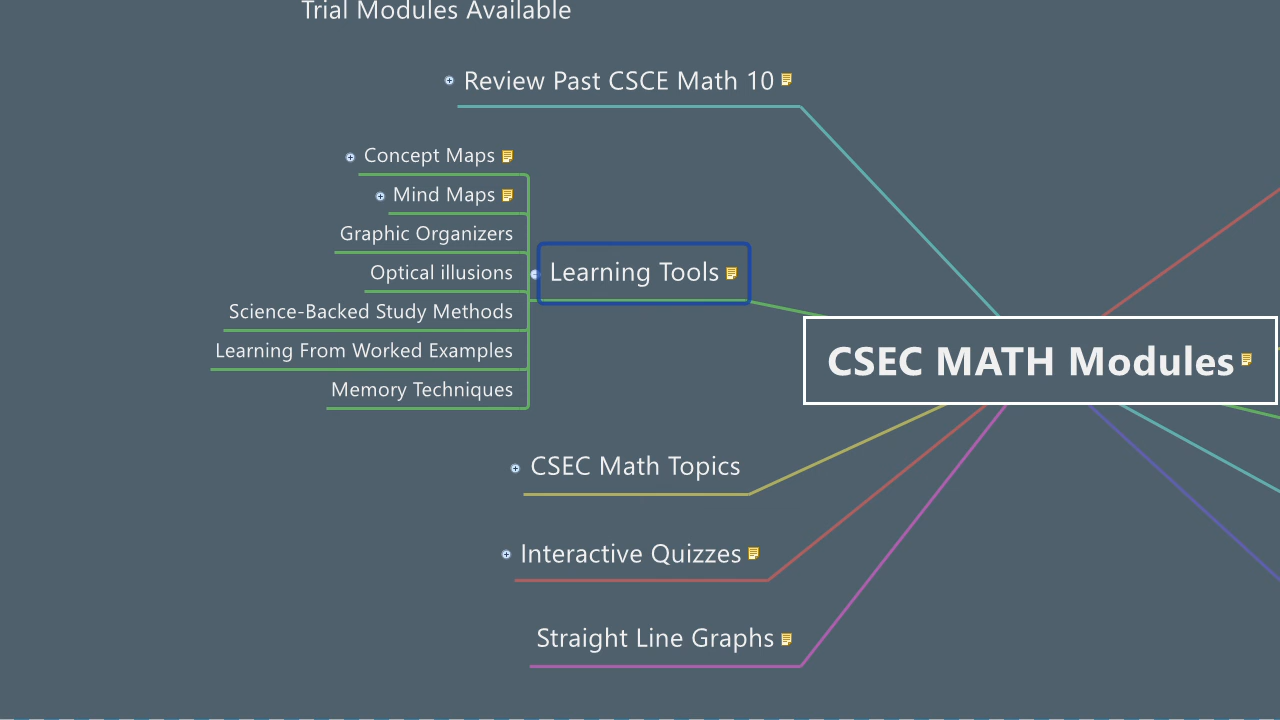 Trial Modules Available
Review Past CSCE Math 10
Concept Maps
Mind Maps
Graphic Organizers
Optical illusions
Science-Backed Study Methods
Learning From Worked Examples
Memory Techniques
Learning Tools
CSEC MATH Modules
CSEC Math Topics
Interactive Quizzes
Straight Line Graphs